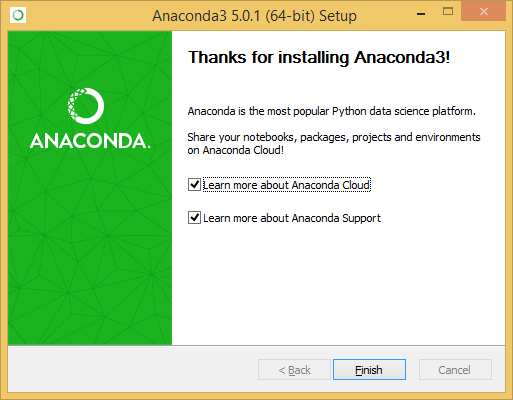 Anaconda3 5.0.1 (64-bit) Setup
Thanks for installing Anaconda3!
ANACONDA.
Anaconda is the most popular Python data science platform.
Share your notebooks, packages, projects and environments
on Anaconda Cloud!
Learn more about Anaconda Cloud
Learn more about Anaconda Support
< Back
Finish
Cancel